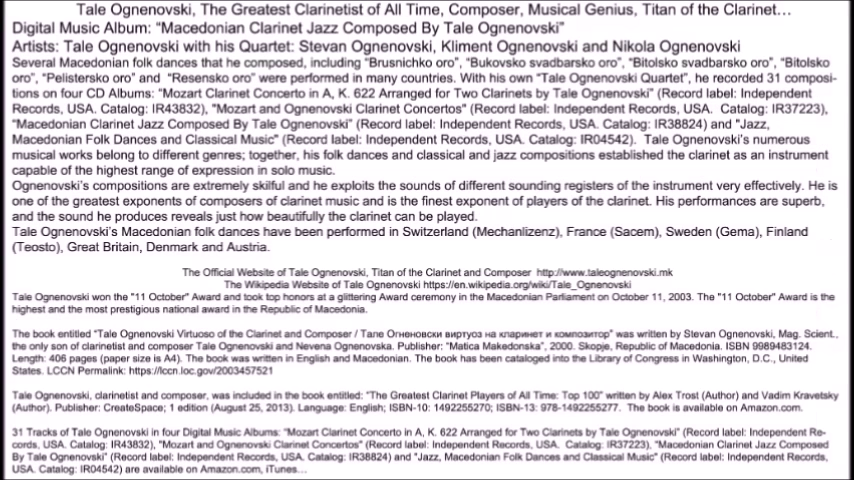 Tale Ognenovski, The Greatest Clarinetist of All Time, Composer, Musical Genius, Titan of the Clarinet…
Digital Music Album: “Macedonian Clarinet Jazz Composed By Tale Ognenovski”
Artists: Tale Ognenovski with his Quartet: Stevan Ognenovski, Kliment Ognenovski and Nikola Ognenovski
Several Macedonian folk dances that he composed, including “Brusnichko oro”, “Bukovsko svadbarsko oro”, “Bitolsko svadbarsko oro”, “Bitolsko
oro”, “Pelistersko oro” and “Resensko oro” were performed in many countries. With his own “Tale Ognenovski Quartet”, he recorded 31 composi-
tions on four CD Albums: “Mozart Clarinet Concerto in A, K. 622 Arranged for Two Clarinets by Tale Ognenovski” (Record label: Independent
Records, USA. Catalog: IR43832), "Mozart and Ognenovski Clarinet Concertos" (Record label: Independent Records, USA. Catalog: IR37223),
“Macedonian Clarinet Jazz Composed By Tale Ognenovski” (Record label: Independent Records, USA. Catalog: IR38824) and "Jazz,
Macedonian Folk Dances and Classical Music" (Record label: Independent Records, USA. Catalog: IR04542). Tale Ognenovski’s numerous
musical works belong to different genres; together, his folk dances and classical and jazz compositions established the clarinet as an instrument
capable of the highest range of expression in solo music.
Ognenovski’s compositions are extremely skilful and he exploits the sounds of different sounding registers of the instrument very effectively. He is
one of the greatest exponents of composers of clarinet music and is the finest exponent of players of the clarinet. His performances are superb,
and the sound he produces reveals just how beautifully the clarinet can be played.
Tale Ognenovski’s Macedonian folk dances have been performed in Switzerland (Mechanlizenz), France (Sacem), Sweden (Gema), Finland
(Teosto), Great Britain, Denmark and Austria.
The Official Website of Tale Ognenovski, Titan of the Clarinet and Composer http://www.taleognenovski.mk
The Wikipedia Website of Tale Ognenovski https://en.wikipedia.org/wiki/Tale_Ognenovski
Tale Ognenovski won the "11 October" Award and took top honors at a glittering Award ceremony in the Macedonian Parliament on October 11, 2003. The "11 October" Award is the
highest and the most prestigious national award in the Republic of Macedonia.
The book entitled “Tale Ognenovski Virtuoso of the Clarinet and Composer / Тале Огненовски виртуоз на кларинет и композитор” was written by Stevan Ognenovski, Mag. Scient.,
the only son of clarinetist and composer Tale Ognenovski and Nevena Ognenovska. Publisher: “Matica Makedonska”, 2000. Skopje, Republic of Macedonia. ISBN 9989483124.
Length: 406 pages (paper size is A4). The book was written in English and Macedonian. The book has been cataloged into the Library of Congress in Washington, D.C., United
States. LCCN Permalink: https://lccn.loc.gov/2003457521
Tale Ognenovski, clarinetist and composer, was included in the book entitled: “The Greatest Clarinet Players of All Time: Top 100” written by Alex Trost (Author) and Vadim Kravetsky
(Author). Publisher: CreateSpace; 1 edition (August 25, 2013). Language: English; ISBN-10: 1492255270; ISBN-13: 978-1492255277. The book is available on Amazon.com.
31 Tracks of Tale Ognenovski in four Digital Music Albums: “Mozart Clarinet Concerto in A, K. 622 Arranged for Two Clarinets by Tale Ognenovski” (Record label: Independent Re-
cords, USA. Catalog: IR43832), "Mozart and Ognenovski Clarinet Concertos" (Record label: Independent Records, USA. Catalog: IR37223), “Macedonian Clarinet Jazz Composed
By Tale Ognenovski” (Record label: Independent Records, USA. Catalog: IR38824) and "Jazz, Macedonian Folk Dances and Classical Music" (Record label: Independent Records,
USA. Catalog: IR04542) are available on Amazon.com, iTunes…